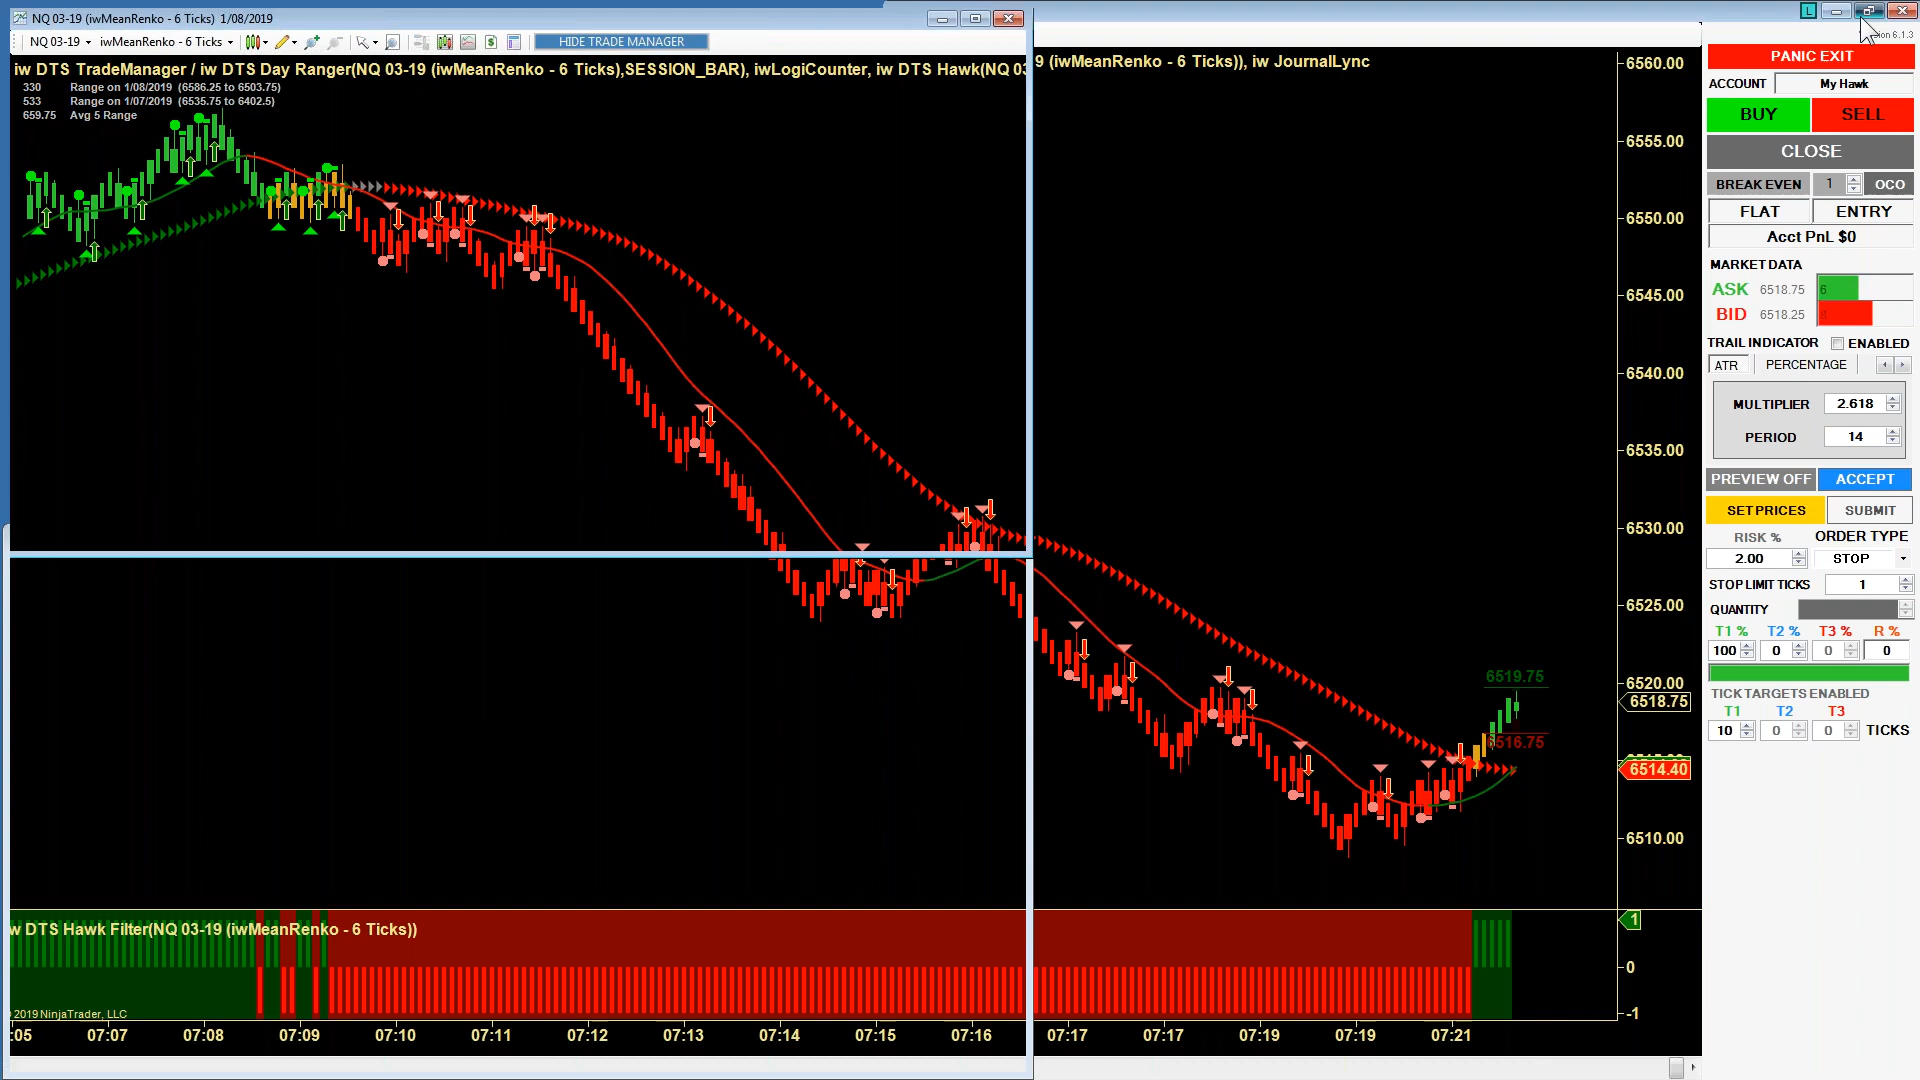 NQ 03-19 (iwMeanRenko - 6 Ticks) 1/08/2019
L
NQ 03-19 iwMeanRenko - 6 Ticks HIDE TRADE MANAGER
sion 6.1.3
iw DTS TradeManager / iw DTS Day Ranger(NQ 03-19 (iwMeanRenko - 6 Ticks),SESSION_BAR), iwLogiCounter, iw DTS Hawk(NQ 03
9 (iwMeanRenko - 6 Ticks)), iw JournalLync
330 Range on 1/08/2019 (6586.25 to 6503.75)
533 Range on 1/07/2019 (6535.75 to 6402.5)
659.75 Avg 5 Range
6560.00
6555.00
6550.00
6545.00
6540.00
6535.00
6530.00
6525.00
6520.00
6518.75
6514.40
6510.00
6519.75
6516.75
PANIC EXIT
ACCOUNT My Hawk
BUY SELL
CLOSE
BREAK EVEN 1 OCO
FLAT ENTRY
Acct PnL $0
MARKET DATA
ASK 6518.75 6
BID 6518.25 8
TRAIL INDICATOR ENABLED
ATR PERCENTAGE
MULTIPLIER 2.618
PERIOD 14
PREVIEW OFF ACCEPT
SET PRICES SUBMIT
RISK % ORDER TYPE
2.00 STOP
STOP LIMIT TICKS 1
QUANTITY
T1 % T2 % T3 % R %
100 0 0 0
TICK TARGETS ENABLED
T1 T2 T3
10 0 0 TICKS
w DTS Hawk Filter(NQ 03-19 (iwMeanRenko - 6 Ticks))
1
0
-1
2019 NinjaTrader, LLC
:05 07:07 07:08 07:09 07:10 07:11 07:12 07:13 07:14 07:15 07:16 07:17 07:17 07:19 07:19 07:21